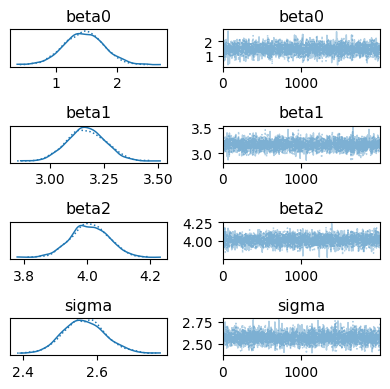 beta0 beta0
2
1
1 2 0 1000
beta1 beta1
3.5
3.0
3.00 3.25 3.50 0 1000
beta2 beta2
4.25
4.00
3.8 4.0 4.2 0 1000
sigma sigma
2.75
2.50
2.4 2.6 0 1000